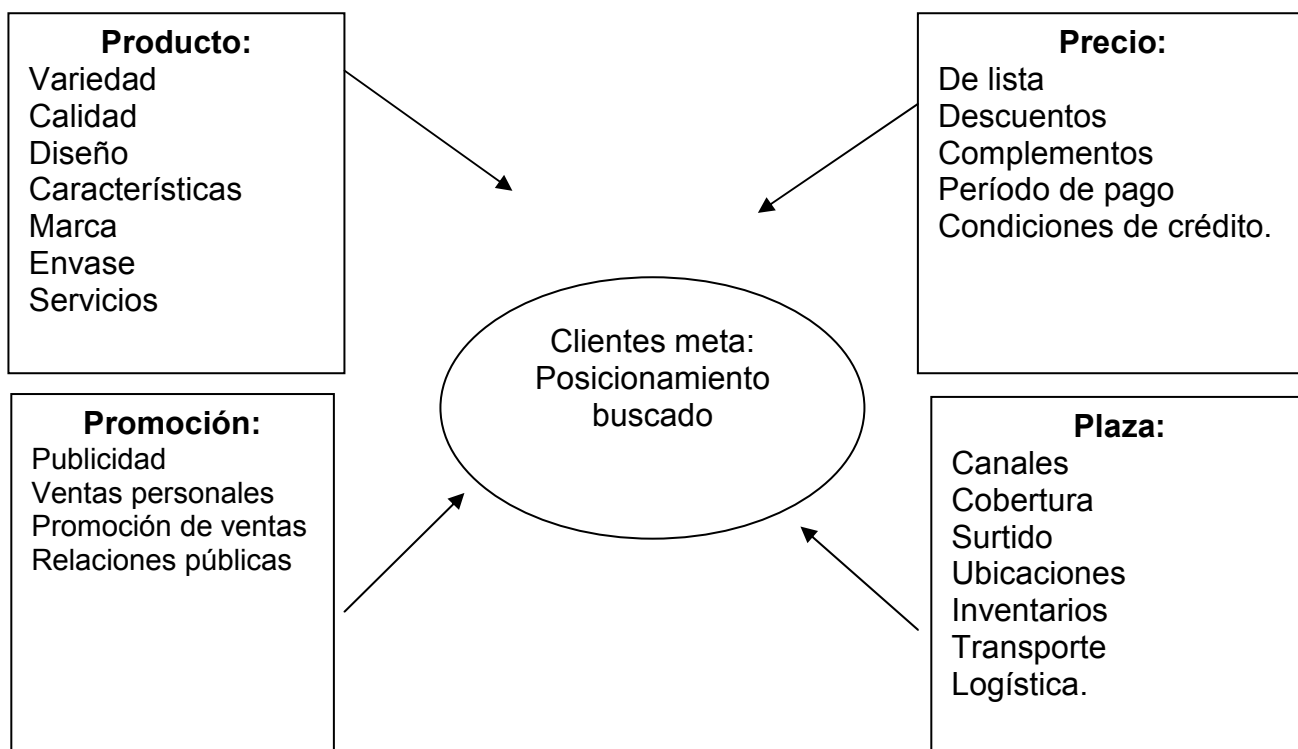 Producto:
Variedad
Calidad
Diseño
Características
Marca
Envase
Servicios
Precio:
De lista
Descuentos
Complementos
Período de pago
Condiciones de crédito.
Clientes meta:
Posicionamiento
buscado
Promoción:
Publicidad
Ventas personales
Promoción de ventas
Relaciones públicas
Plaza:
Canales
Cobertura
Surtido
Ubicaciones
Inventarios
Transporte
Logística.